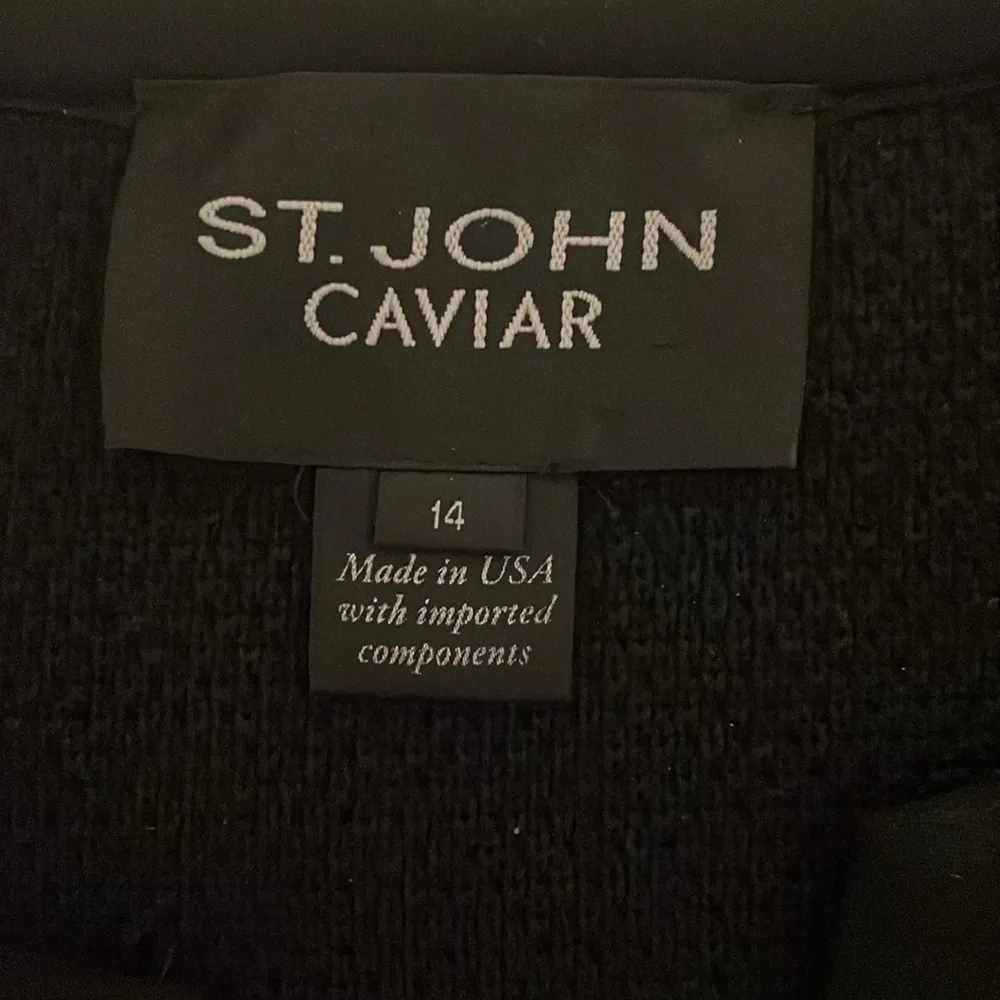 ST. JOHN
CAVIAR
14
Made in USA
with imported
components